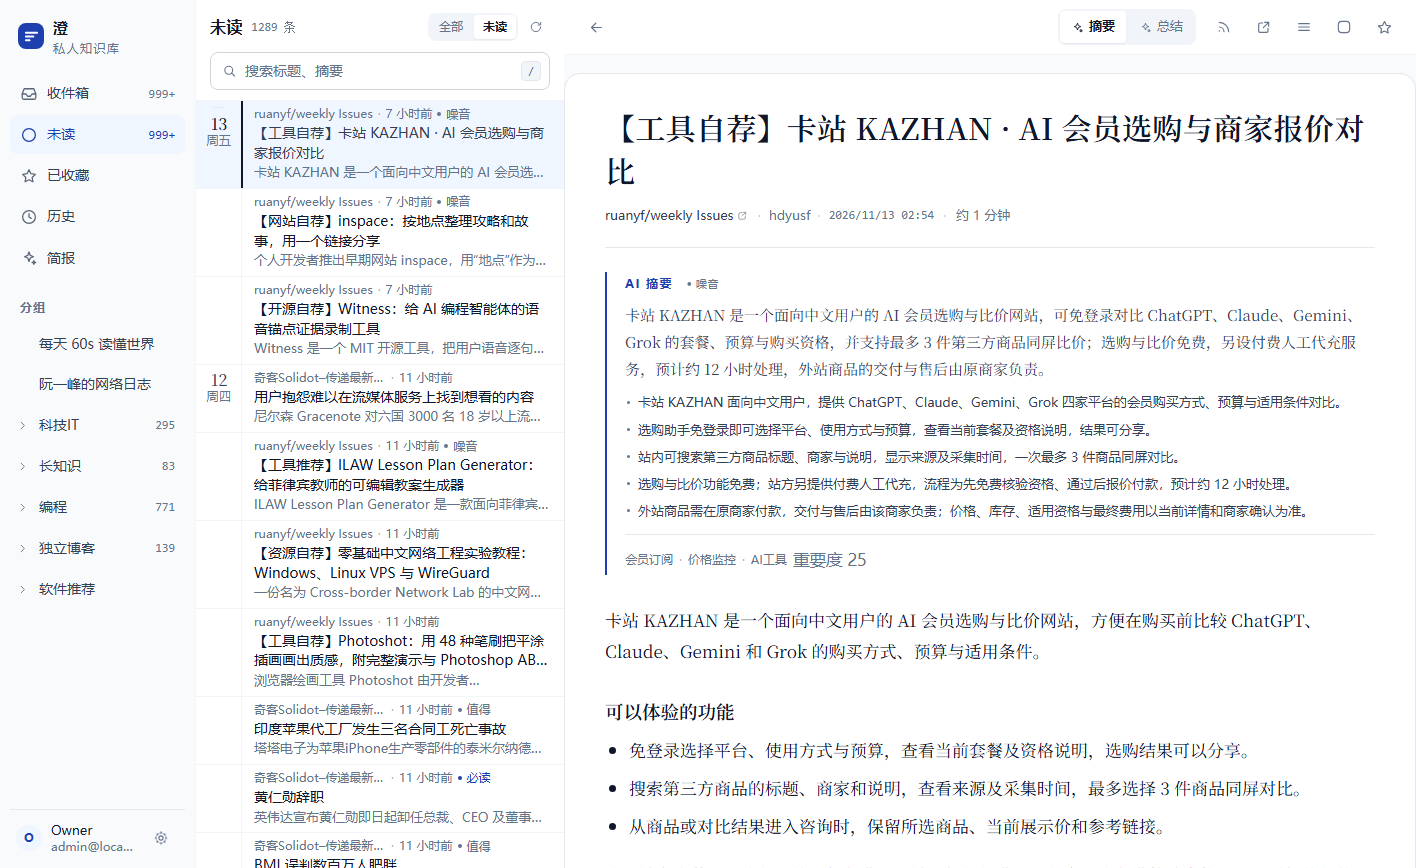 澄
私人知识库
收件箱 999+
未读 999+
已收藏
历史
简报
分组
每天 60s 读懂世界
阮一峰的网络日志
科技IT 295
长知识 83
编程 771
独立博客 139
软件推荐
O
Owner
admin@loca...
未读 1289 条
全部 未读
搜索标题、摘要 /
13
周五
ruanyf/weekly Issues · 7 小时前 • 噪音
【工具自荐】卡站 KAZHAN · AI 会员选购与商
家报价对比
卡站 KAZHAN 是一个面向中文用户的 AI 会员选...
ruanyf/weekly Issues · 7 小时前 • 噪音
【网站自荐】inspace：按地点整理攻略和故
事，用一个链接分享
个人开发者推出早期网站 inspace，用“地点”作为...
ruanyf/weekly Issues · 7 小时前
【开源自荐】Witness：给 AI 编程智能体的语
音锚点证据录制工具
Witness 是一个 MIT 开源工具，把用户语音逐句...
12
周四
奇客Solidot–传递最新... · 11 小时前
用户抱怨难以在流媒体服务上找到想看的内容
尼尔森 Gracenote 对六国 3000 名 18 岁以上流...
ruanyf/weekly Issues · 11 小时前 • 噪音
【工具推荐】ILAW Lesson Plan Generator：
给菲律宾教师的可编辑教案生成器
ILAW Lesson Plan Generator 是一款面向菲律宾...
ruanyf/weekly Issues · 11 小时前
【资源自荐】零基础中文网络工程实验教程：
Windows、Linux VPS 与 WireGuard
一份名为 Cross-border Network Lab 的中文网...
ruanyf/weekly Issues · 11 小时前
【工具自荐】Photoshot：用 48 种笔刷把平涂
插画画出质感，附完整演示与 Photoshop AB...
浏览器绘画工具 Photoshot 由开发者...
奇客Solidot–传递最新... · 11 小时前 • 值得
印度苹果代工厂发生三名合同工死亡事故
塔塔电子为苹果iPhone生产零部件的泰米尔纳德...
奇客Solidot–传递最新... · 11 小时前 • 必读
黄仁勋辞职
英伟达宣布黄仁勋即日起卸任总裁、CEO 及董事...
奇客Solidot–传递最新... · 11 小时前 • 值得
BMI 误判数百万人肥胖
摘要 总结
【工具自荐】卡站 KAZHAN · AI 会员选购与商家报价对
比
ruanyf/weekly Issues · hdyusf · 2026/11/13 02:54 · 约 1 分钟
AI 摘要 • 噪音
卡站 KAZHAN 是一个面向中文用户的 AI 会员选购与比价网站，可免登录对比 ChatGPT、Claude、Gemini、
Grok 的套餐、预算与购买资格，并支持最多 3 件第三方商品同屏比价；选购与比价免费，另设付费人工代充服
务，预计约 12 小时处理，外站商品的交付与售后由原商家负责。
• 卡站 KAZHAN 面向中文用户，提供 ChatGPT、Claude、Gemini、Grok 四家平台的会员购买方式、预算与适用条件对比。
• 选购助手免登录即可选择平台、使用方式与预算，查看当前套餐及资格说明，结果可分享。
• 站内可搜索第三方商品标题、商家与说明，显示来源及采集时间，一次最多 3 件商品同屏对比。
• 选购与比价功能免费；站方另提供付费人工代充，流程为先免费核验资格、通过后报价付款，预计约 12 小时处理。
• 外站商品需在原商家付款，交付与售后由该商家负责；价格、库存、适用资格与最终费用以当前详情和商家确认为准。
会员订阅 · 价格监控 · AI工具 重要度 25
卡站 KAZHAN 是一个面向中文用户的 AI 会员选购与比价网站，方便在购买前比较 ChatGPT、
Claude、Gemini 和 Grok 的购买方式、预算与适用条件。
可以体验的功能
• 免登录选择平台、使用方式与预算，查看当前套餐及资格说明，选购结果可以分享。
• 搜索第三方商品的标题、商家和说明，查看来源及采集时间，最多选择 3 件商品同屏对比。
• 从商品或对比结果进入咨询时，保留所选商品、当前展示价和参考链接。